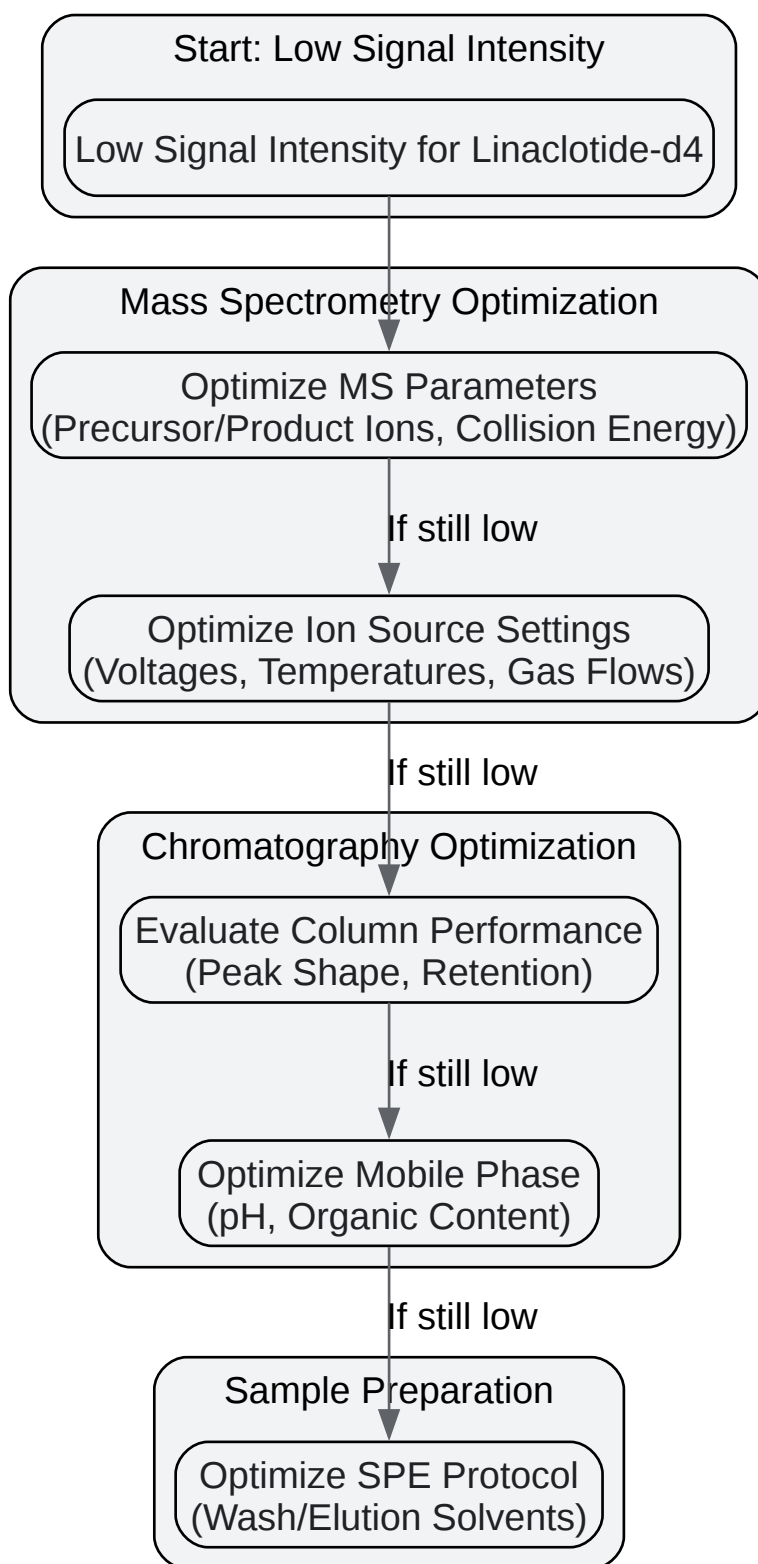 Start: Low Signal Intensity
Low Signal Intensity for Linaclotide-d4
Mass Spectrometry Optimization
Optimize MS Parameters
(Precursor/Product Ions, Collision Energy)
If still low
Optimize Ion Source Settings
(Voltages, Temperatures, Gas Flows)
If still low
Chromatography Optimization
Evaluate Column Performance
(Peak Shape, Retention)
If still low
Optimize Mobile Phase
(pH, Organic Content)
If still low
Sample Preparation
Optimize SPE Protocol
(Wash/Elution Solvents)